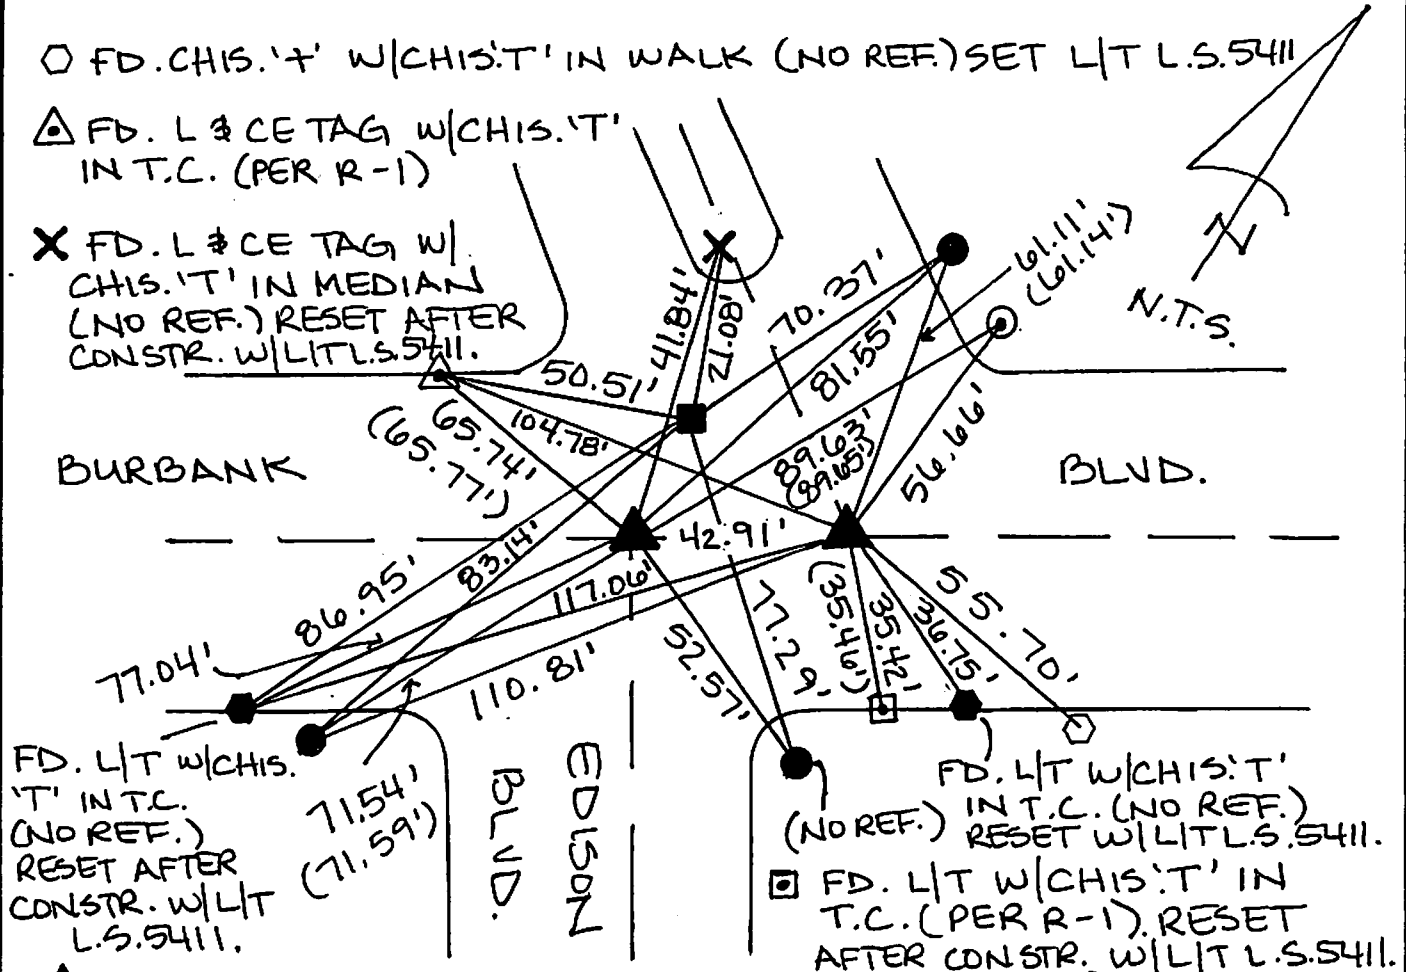 FD. CHIS. '+' W/CHIS. 'T' IN WALK (NO REF.) SET L/T L.S. 5411
FD. L & CE TAG W/CHIS. 'T'
IN T.C. (PER R-1)
FD. L & CE TAG W/
CHIS. 'T' IN MEDIAN
(NO REF.) RESET AFTER
CONSTR. W/L/T L.S. 5411.
N
N.T.S.
61.11'
(61.14')
41.84'
21.08'
70.37'
81.55'
50.51'
65.74'
(65.77')
104.78'
89.63'
(89.65')
56.66'
BURBANK
BLVD.
42.91'
86.95'
83.14'
117.06'
77.04'
110.81'
52.57'
77.29'
(35.46')
35.42'
36.75'
55.70'
71.54'
(71.59')
FD. L/T W/CHIS.
'T' IN T.C.
(NO REF.)
RESET AFTER
CONSTR. W/L/T
L.S. 5411.
EDISON
BLVD.
(NO REF.)
FD. L/T W/CHIS. 'T'
IN T.C. (NO REF.)
RESET W/L/T L.S. 5411.
FD. L/T W/CHIS. 'T' IN
T.C. (PER R-1). RESET
AFTER CONSTR. W/L/T L.S. 5411.